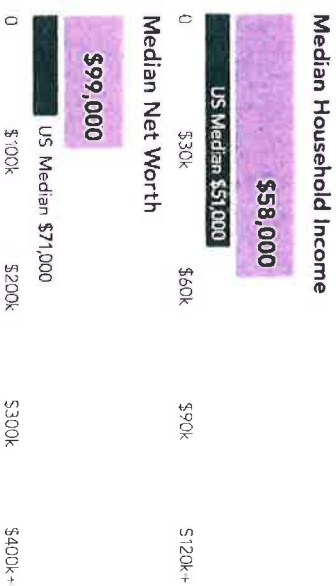 Median Household Income
$58,000
US Median $51,000
0 $30k $60k $90k $120k+
Median Net Worth
$99,000
US Median $71,000
0 $100k $200k $300k $400k+